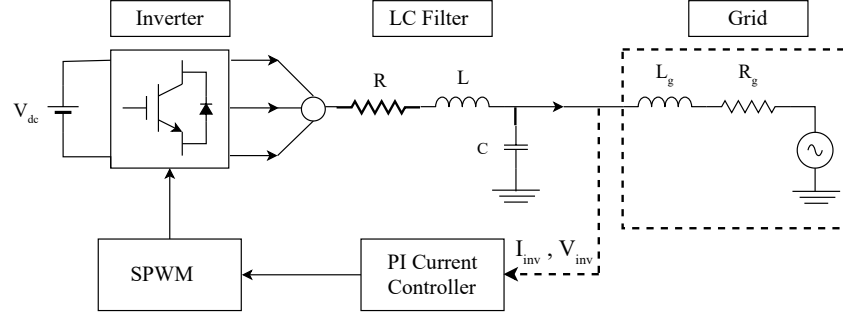 Inverter
LC Filter
Grid
V_dc
R
L
C
L_g
R_g
SPWM
PI Current
Controller
I_inv , V_inv